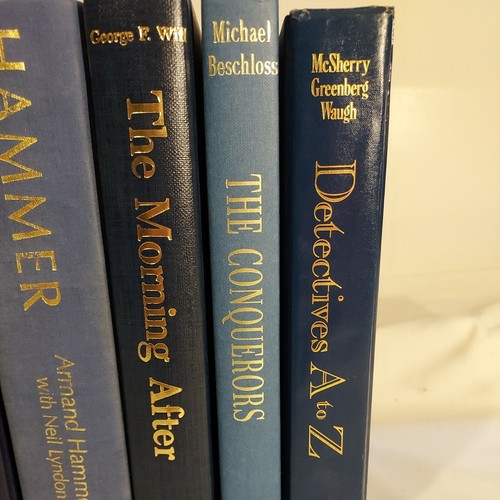 HAMMER
Armand Hamme
with Neil Lyndon
George F. Will
The Morning After
Michael
Beschloss
THE CONQUERORS
McSherry
Greenberg
Waugh
Detectives A to Z